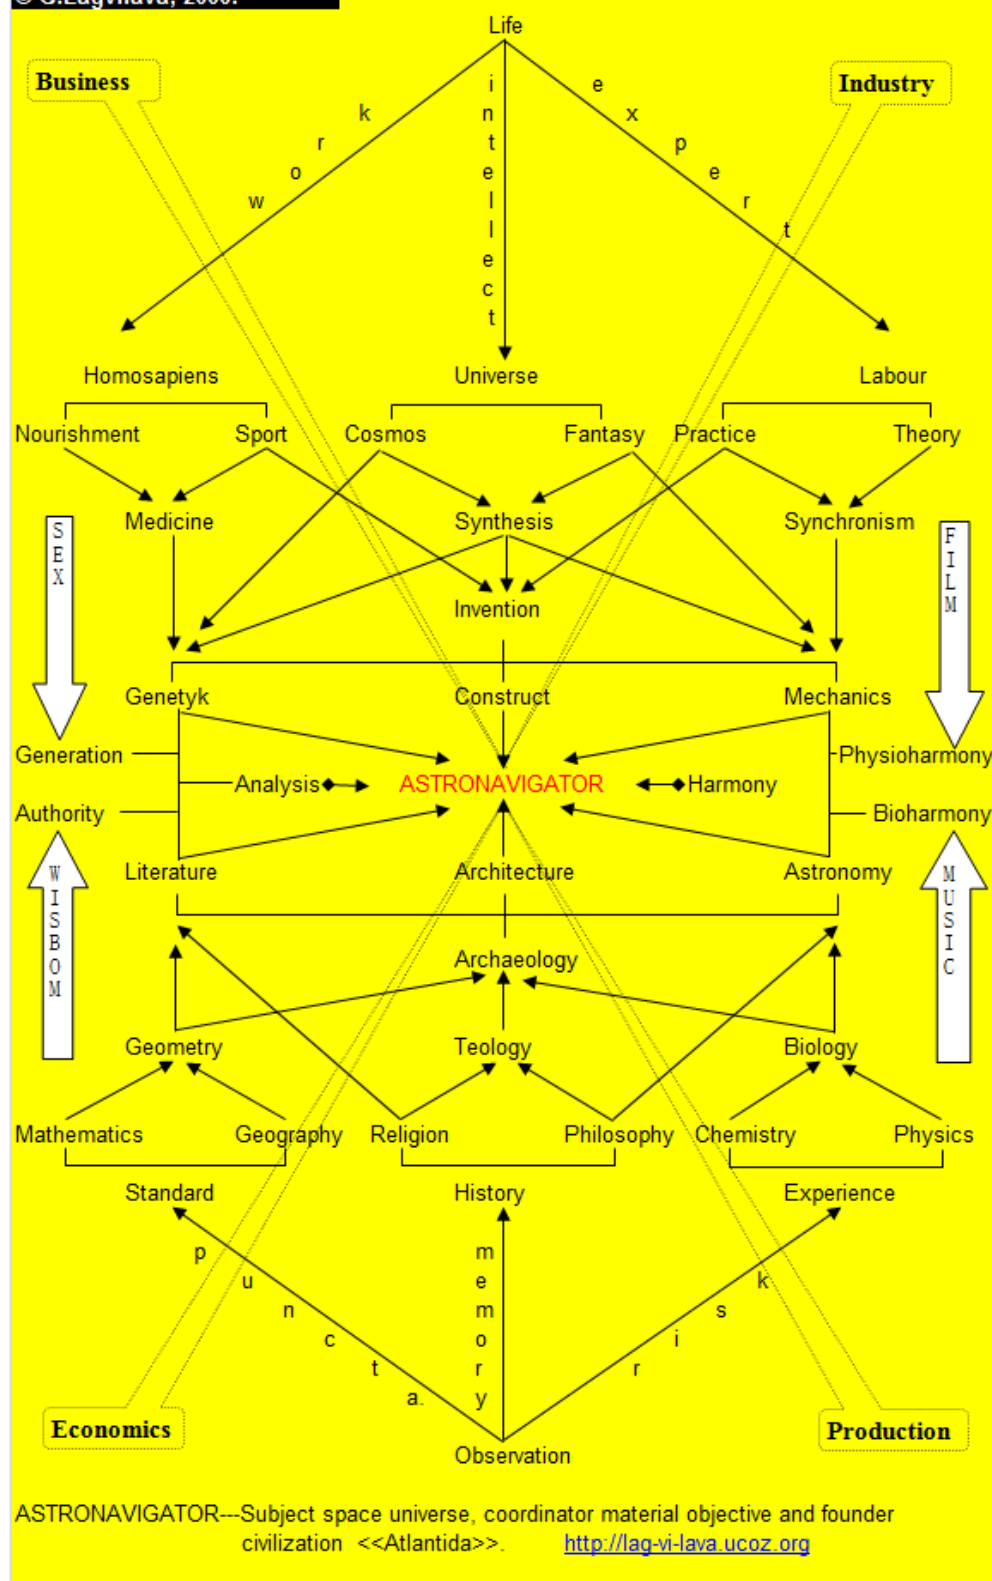 © G.Lagvilava, 2000.
Life
Business
Industry
work
intellect
expert
Homosapiens Universe Labour
Nourishment Sport Cosmos Fantasy Practice Theory
Medicine Synthesis Synchronism
SEX
FILM
Invention
Genetyk Construct Mechanics
Generation Physioharmony
Analysis ASTRONAVIGATOR Harmony
Authority Bioharmony
Literature Architecture Astronomy
WISBOM
MUSIC
Archaeology
Geometry Teology Biology
Mathematics Geography Religion Philosophy Chemistry Physics
Standard History Experience
puncta.
memory
risk
Economics
Production
Observation
ASTRONAVIGATOR---Subject space universe, coordinator material objective and founder
civilization <<Atlantida>>. http://lag-vi-lava.ucoz.org